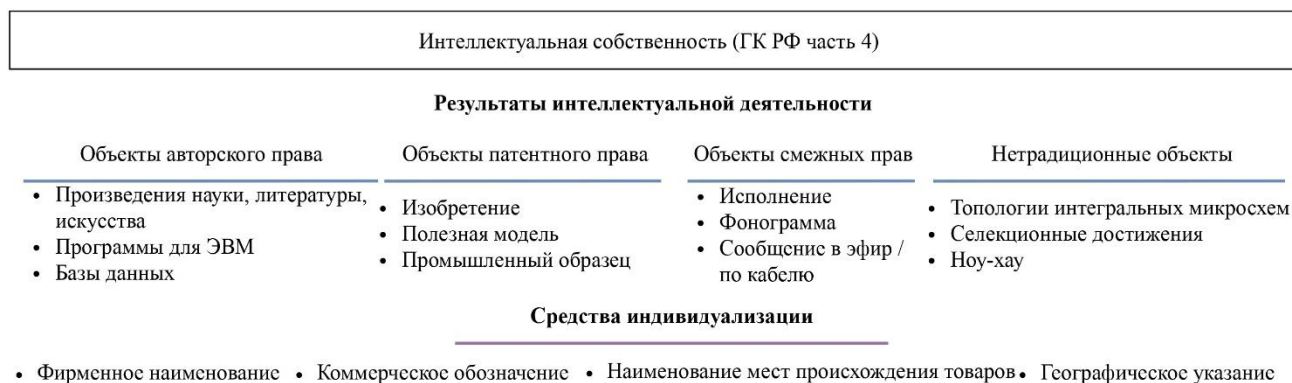 Интеллектуальная собственность (ГК РФ часть 4)
Результаты интеллектуальной деятельности
Объекты авторского права
• Произведения науки, литературы,
искусства
• Программы для ЭВМ
• Базы данных
Объекты патентного права
• Изобретение
• Полезная модель
• Промышленный образец
Объекты смежных прав
• Исполнение
• Фонограмма
• Сообщение в эфир /
по кабелю
Нетрадиционные объекты
• Топологии интегральных микросхем
• Селекционные достижения
• Ноу-хау
Средства индивидуализации
• Фирменное наименование • Коммерческое обозначение • Наименование мест происхождения товаров • Географическое указание